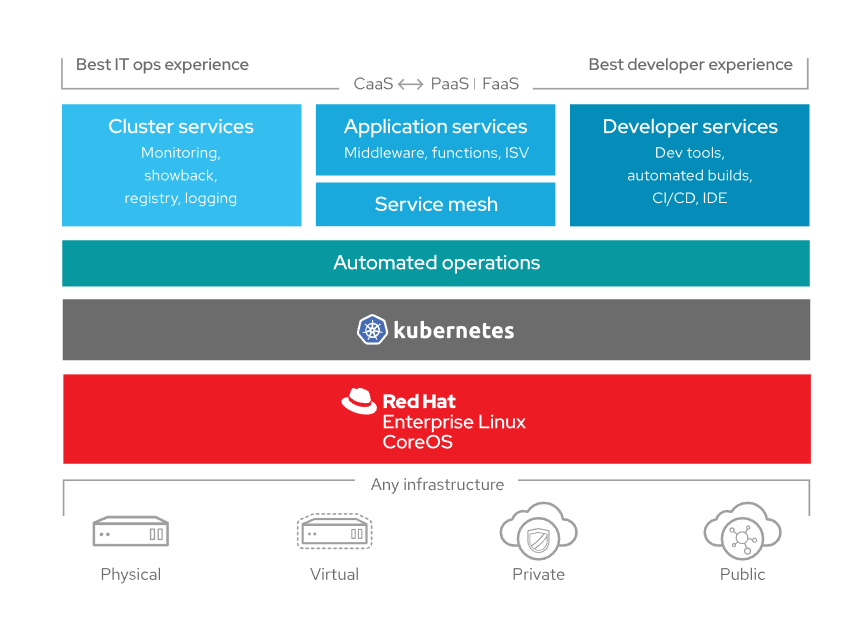 Best IT ops experience
Best developer experience
CaaS ⟷ PaaS | FaaS
Cluster services
Monitoring,
showback,
registry, logging
Application services
Middleware, functions, ISV
Service mesh
Developer services
Dev tools,
automated builds,
CI/CD, IDE
Automated operations
kubernetes
Red Hat
Enterprise Linux
CoreOS
Any infrastructure
Physical
Virtual
Private
Public